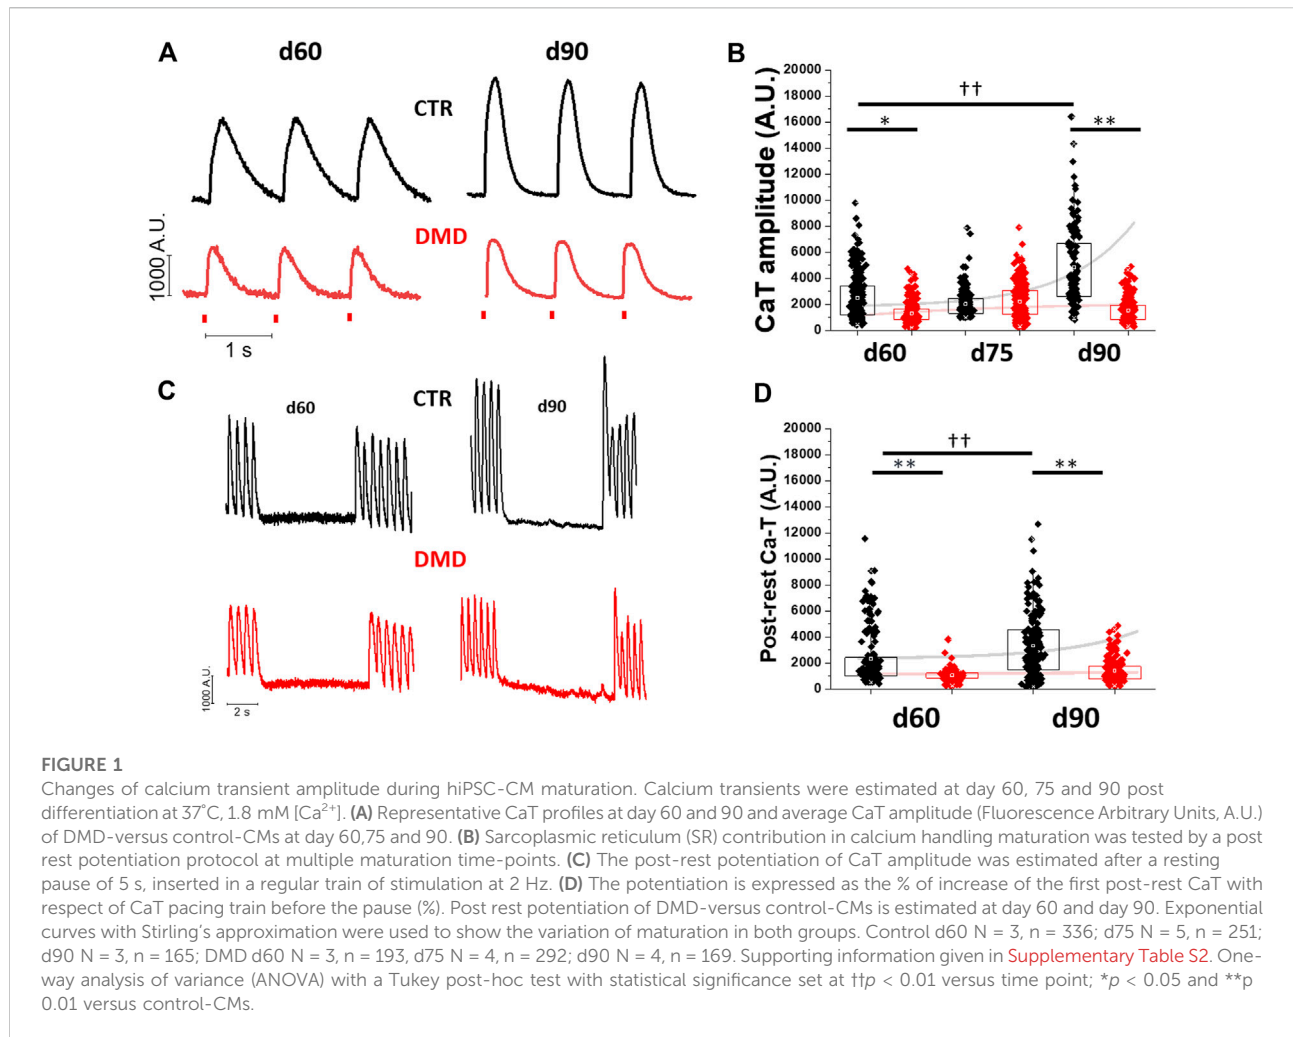 A
d60
d90
CTR
DMD
1000 A.U.
1 s
B
CaT amplitude (A.U.)
20000
18000
16000
14000
12000
10000
8000
6000
4000
2000
0
††
*
**
d60
d75
d90
C
CTR
d60
d90
DMD
1000 A.U.
2 s
D
Post-rest Ca-T (A.U.)
20000
18000
16000
14000
12000
10000
8000
6000
4000
2000
0
††
**
**
d60
d90
FIGURE 1
Changes of calcium transient amplitude during hiPSC-CM maturation. Calcium transients were estimated at day 60, 75 and 90 post
differentiation at 37°C, 1.8 mM [Ca²⁺]. (A) Representative CaT profiles at day 60 and 90 and average CaT amplitude (Fluorescence Arbitrary Units, A.U.)
of DMD-versus control-CMs at day 60,75 and 90. (B) Sarcoplasmic reticulum (SR) contribution in calcium handling maturation was tested by a post
rest potentiation protocol at multiple maturation time-points. (C) The post-rest potentiation of CaT amplitude was estimated after a resting
pause of 5 s, inserted in a regular train of stimulation at 2 Hz. (D) The potentiation is expressed as the % of increase of the first post-rest CaT with
respect of CaT pacing train before the pause (%). Post rest potentiation of DMD-versus control-CMs is estimated at day 60 and day 90. Exponential
curves with Stirling's approximation were used to show the variation of maturation in both groups. Control d60 N = 3, n = 336; d75 N = 5, n = 251;
d90 N = 3, n = 165; DMD d60 N = 3, n = 193, d75 N = 4, n = 292; d90 N = 4, n = 169. Supporting information given in Supplementary Table S2. One-
way analysis of variance (ANOVA) with a Tukey post-hoc test with statistical significance set at ††p < 0.01 versus time point; *p < 0.05 and **p
0.01 versus control-CMs.